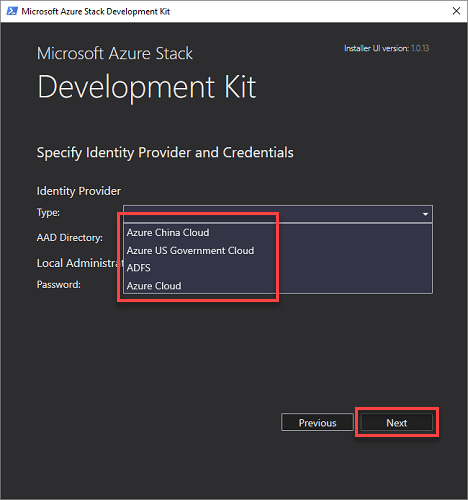 Microsoft Azure Stack Development Kit
Microsoft Azure Stack
Installer UI version: 1.0.13
Development Kit
Specify Identity Provider and Credentials
Identity Provider
Type:
Azure China Cloud
AAD Directory:
Azure US Government Cloud
Local Administrat
ADFS
Password:
Azure Cloud
Previous
Next